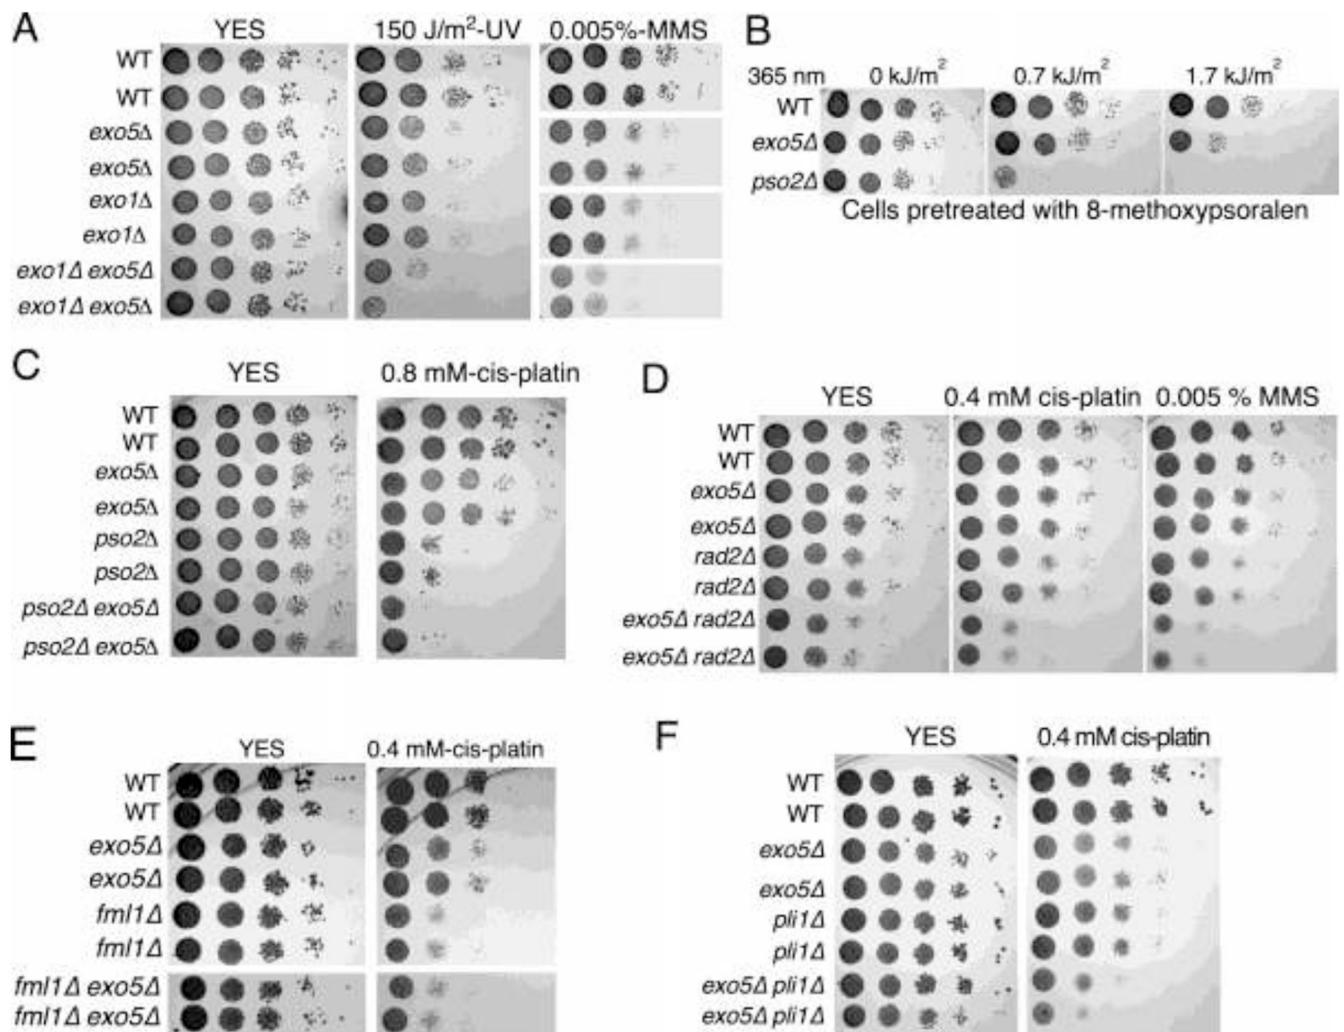 A
YES 150 J/m²-UV 0.005%-MMS
WT
WT
exo5Δ
exo5Δ
exo1Δ
exo1Δ
exo1Δ exo5Δ
exo1Δ exo5Δ
B
365 nm 0 kJ/m² 0.7 kJ/m² 1.7 kJ/m²
WT
exo5Δ
pso2Δ
Cells pretreated with 8-methoxypsoralen
C
YES 0.8 mM-cis-platin
WT
WT
exo5Δ
exo5Δ
pso2Δ
pso2Δ
pso2Δ exo5Δ
pso2Δ exo5Δ
D
YES 0.4 mM cis-platin 0.005 % MMS
WT
WT
exo5Δ
exo5Δ
rad2Δ
rad2Δ
exo5Δ rad2Δ
exo5Δ rad2Δ
E
YES 0.4 mM-cis-platin
WT
WT
exo5Δ
exo5Δ
fml1Δ
fml1Δ
fml1Δ exo5Δ
fml1Δ exo5Δ
F
YES 0.4 mM cis-platin
WT
WT
exo5Δ
exo5Δ
pli1Δ
pli1Δ
exo5Δ pli1Δ
exo5Δ pli1Δ